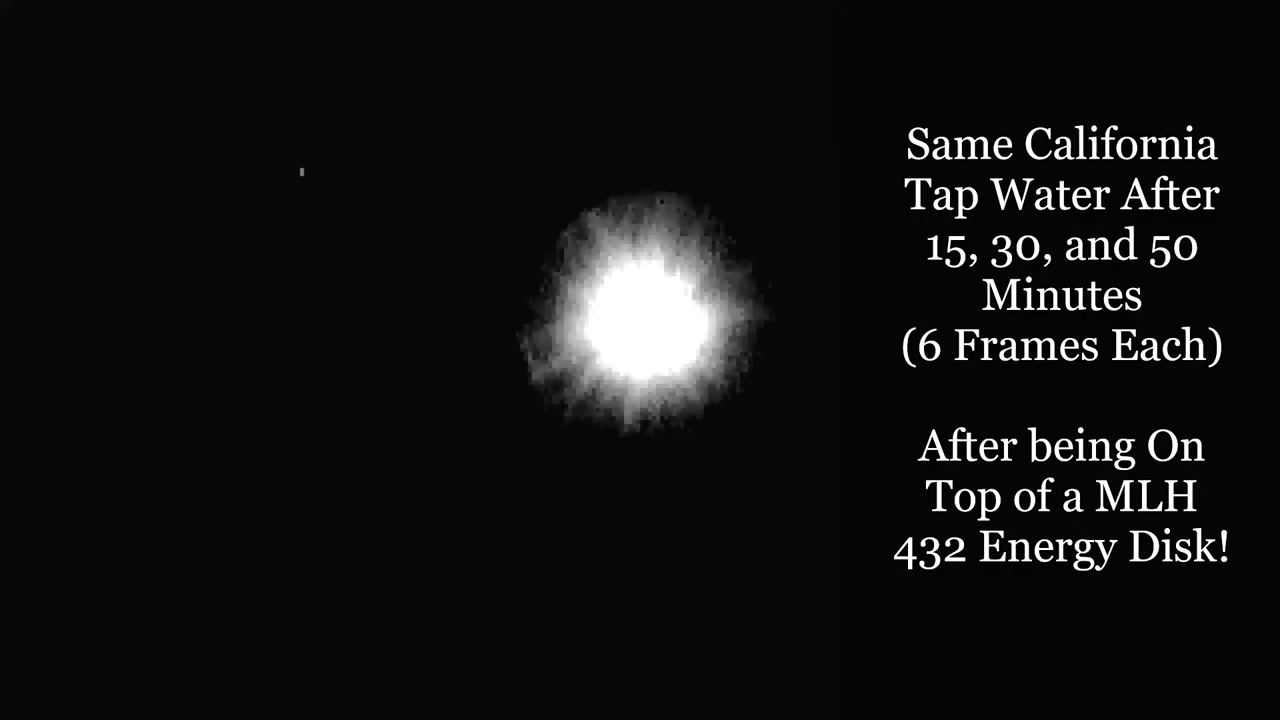 Same California
Tap Water After
15, 30, and 50
Minutes
(6 Frames Each)
After being On
Top of a MLH
432 Energy Disk!